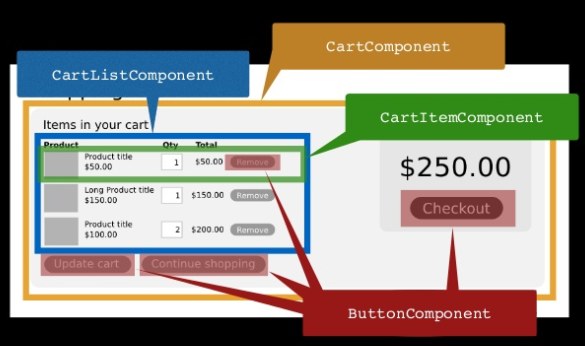 CartComponent
CartListComponent
CartItemComponent
Items in your cart
Product Qty Total
Product title
$50.00
1 $50.00 Remove
Long Product title
$150.00
1 $150.00 Remove
Product title
$100.00
2 $200.00 Remove
Update cart Continue shopping
$250.00
Checkout
ButtonComponent